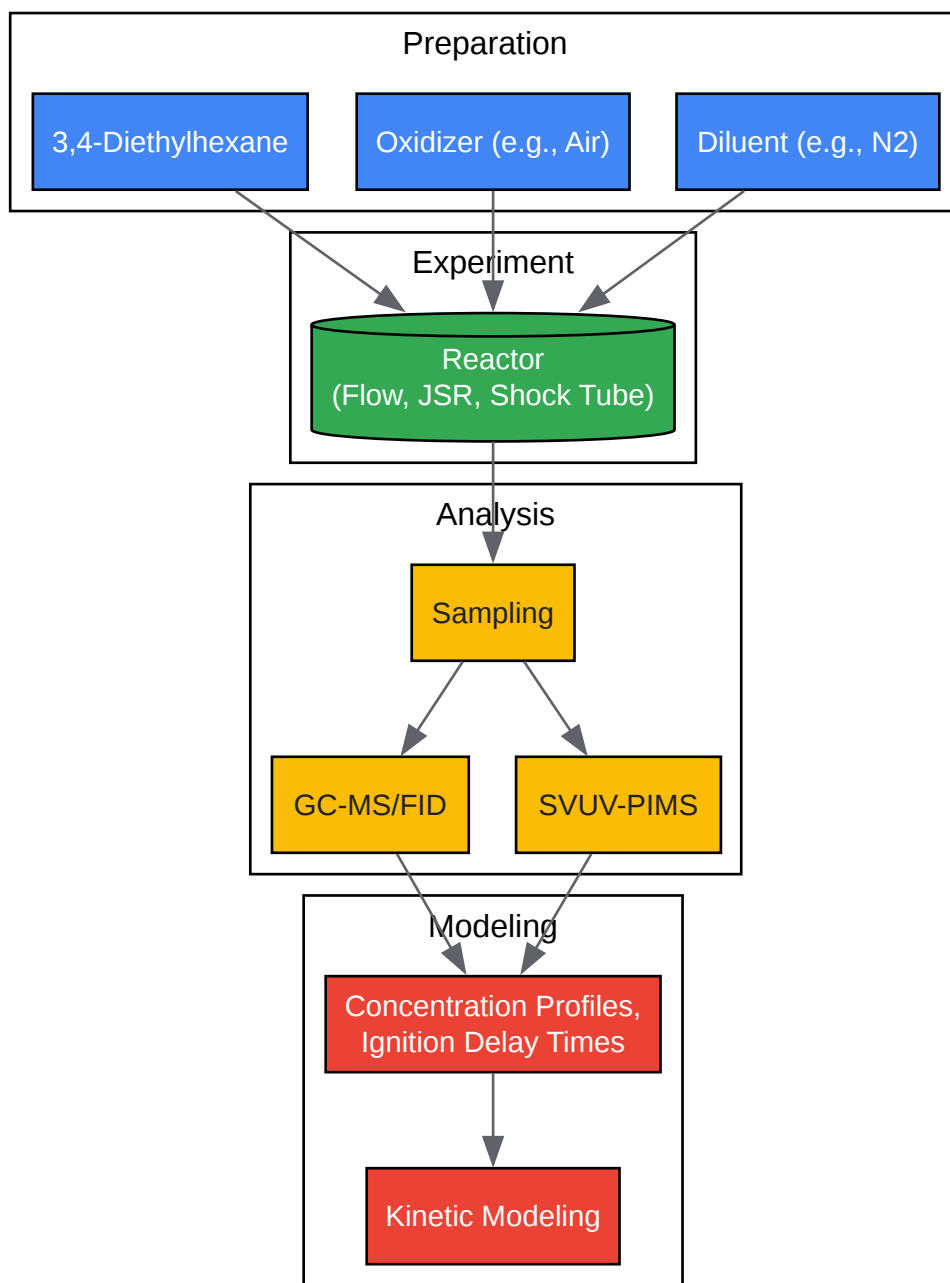 Preparation
3,4-Diethylhexane
Oxidizer (e.g., Air)
Diluent (e.g., N2)
Experiment
Reactor
(Flow, JSR, Shock Tube)
Analysis
Sampling
GC-MS/FID
SVUV-PIMS
Modeling
Concentration Profiles,
Ignition Delay Times
Kinetic Modeling